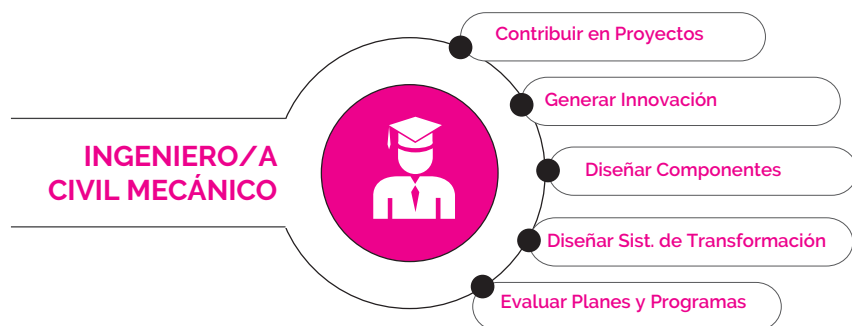 INGENIERO/A
CIVIL MECÁNICO
Contribuir en Proyectos
Generar Innovación
Diseñar Componentes
Diseñar Sist. de Transformación
Evaluar Planes y Programas